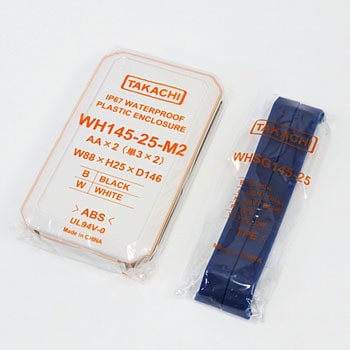 TAKACHI
IP67 WATERPROOF
PLASTIC ENCLOSURE
WH145-25-M2
AA×2 (単3×2)
W88×H25×D146
B BLACK
W WHITE
> ABS <
UL94V-0
Made in CHINA
TAKACHI
WHSG145-25
TPE<